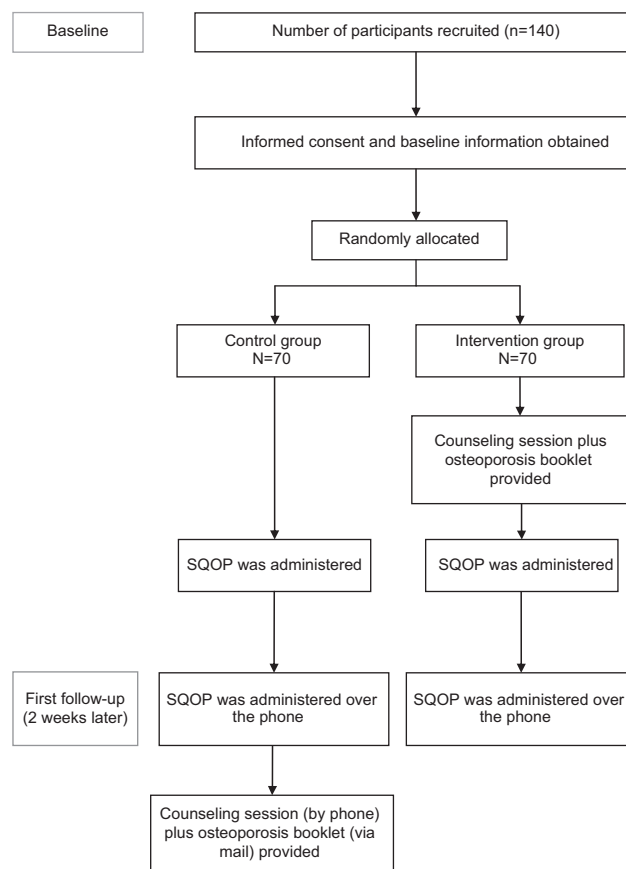 Baseline
Number of participants recruited (n=140)
Informed consent and baseline information obtained
Randomly allocated
Control group
N=70
Intervention group
N=70
Counseling session plus
osteoporosis booklet
provided
SQOP was administered
SQOP was administered
First follow-up
(2 weeks later)
SQOP was administered over
the phone
SQOP was administered over
the phone
Counseling session (by phone)
plus osteoporosis booklet (via
mail) provided